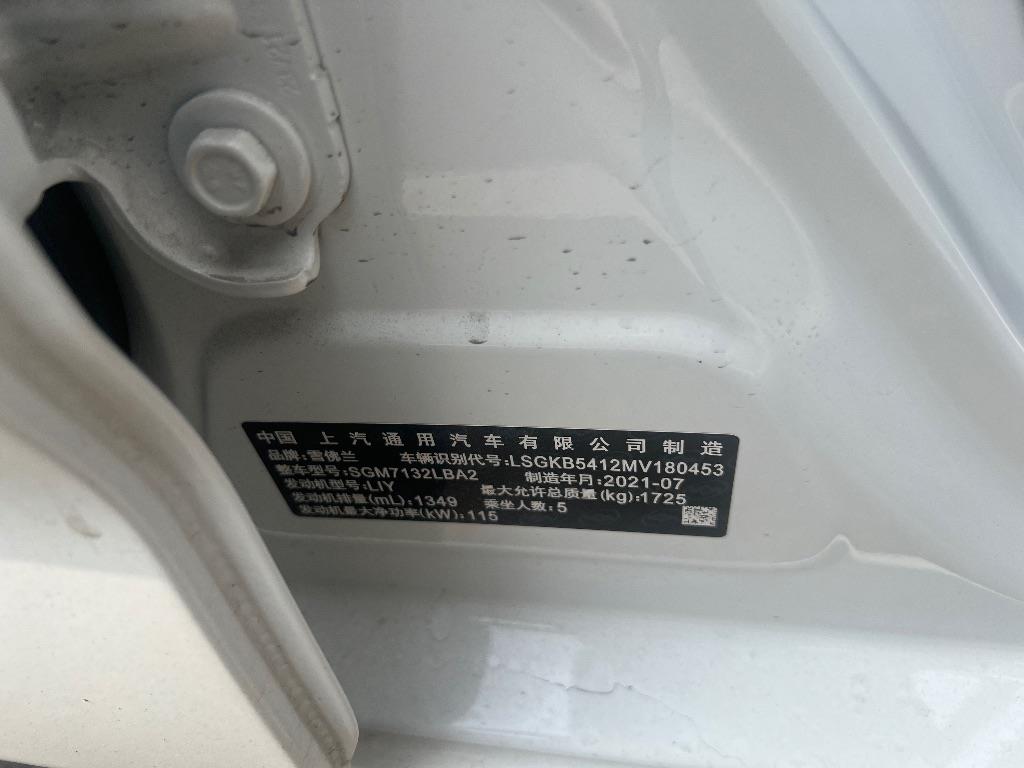 中国 上汽通用汽车有限公司制造
品牌:雪佛兰 车辆识别代号:LSGKB5412MV180453
整车型号:SGM7132LBA2 制造年月:2021-07
发动机型号:LIY 最大允许总质量(kg):1725
发动机排量(mL):1349 乘坐人数:5
发动机最大净功率(kW):115